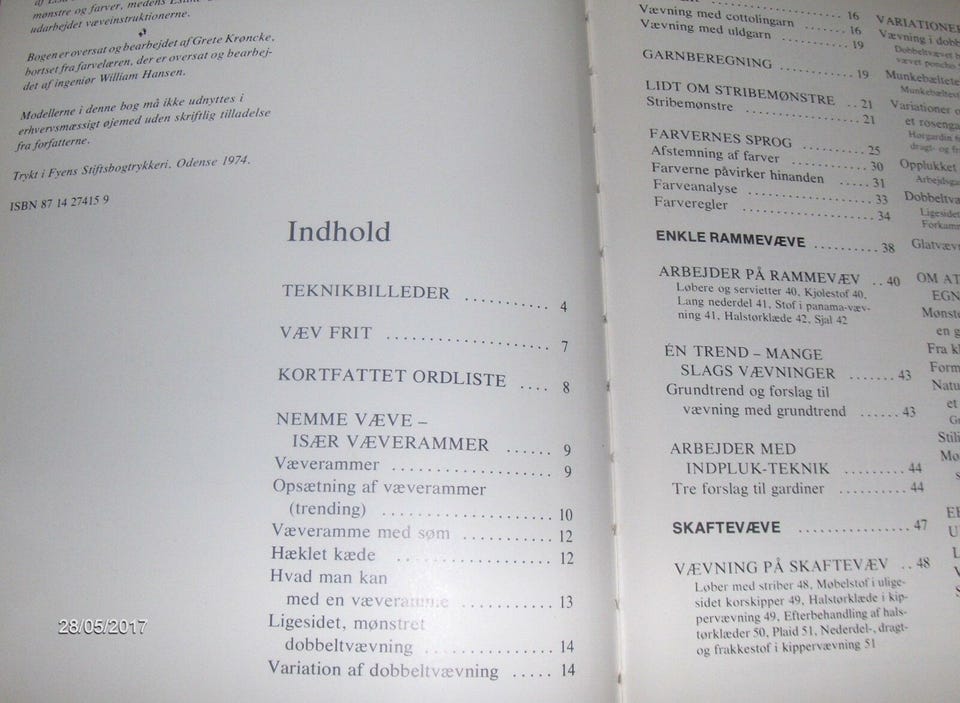 mønstre og farver, medens
udarbejdet væveinstruktionerne.
Bogen er oversat og bearbejdet af Grete Krøncke,
bortset fra farvelæren, der er oversat og bearbej-
det af ingeniør William Hansen.
Modellerne i denne bog må ikke udnyttes i
erhvervsmæssigt øjemed uden skriftlig tilladelse
fra forfatterne.
Trykt i Fyens Stiftsbogtrykkeri, Odense 1974.
ISBN 87 14 27415 9
Indhold
TEKNIKBILLEDER .......... 4
VÆV FRIT .................. 7
KORTFATTET ORDLISTE .... 8
NEMME VÆVE –
ISÆR VÆVERAMMER ...... 9
Væverammer .................. 9
Opsætning af væverammer
(trending) .................... 10
Væveramme med søm ............ 12
Hæklet kæde .................. 12
Hvad man kan
med en væveramme ............ 13
Ligesidet, mønstret
dobbeltvævning ................ 14
Variation af dobbeltvævning ..... 14
28/05/2017
Vævning med cottolingarn ...... 16
Vævning med uldgarn .......... 19
16
GARNBEREGNING ............ 19
LIDT OM STRIBEMØNSTRE .. 21
Stribemønstre .................. 21
FARVERNES SPROG .......... 25
Afstemning af farver ............ 30
Farverne påvirker hinanden ..... 31
Farveanalyse .................. 33
Farveregler .................. 34
ENKLE RAMMEVÆVE .......... 38
ARBEJDER PÅ RAMMEVÆV .. 40
Løbere og servietter 40, Kjolestof 40,
Lang nederdel 41, Stof i panama-væv-
ning 41, Halstørklæde 42, Sjal 42
ÉN TREND – MANGE
SLAGS VÆVNINGER ....... 43
Grundtrend og forslag til
vævning med grundtrend ...... 43
ARBEJDER MED
INDPLUK-TEKNIK .......... 44
Tre forslag til gardiner .......... 44
SKAFTEVÆVE ................ 47
VÆVNING PÅ SKAFTEVÆV .. 48
Løber med striber 48, Møbelstof i ulige-
sidet korskipper 49, Halstørklæde i kip-
pervævning 49, Efterbehandling af hals-
tørklæder 50, Plaid 51, Nederdel-, dragt-
og frakkestof i kippervævning 51
Vævning i
Variationer
et
Opplukket
Ligesidet
OM
en
Fra
et